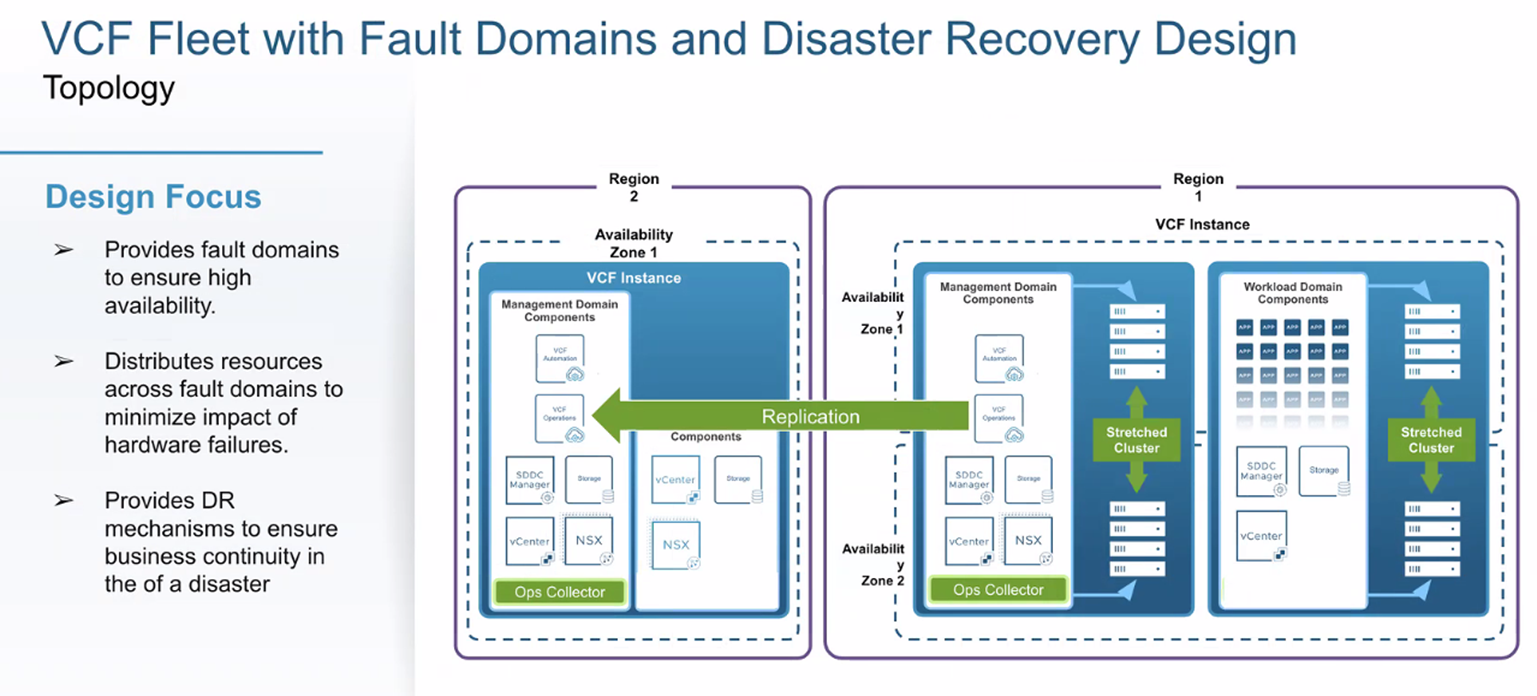 VCF Fleet with Fault Domains and Disaster Recovery Design
Topology
Design Focus
➢ Provides fault domains
to ensure high
availability.
➢ Distributes resources
across fault domains to
minimize impact of
hardware failures.
➢ Provides DR
mechanisms to ensure
business continuity in
the of a disaster
Region
2
Availability
Zone 1
VCF Instance
Management Domain
Components
VCF
Automation
VCF
Operations
SDDC
Manager
Storage
vCenter
NSX
Ops Collector
Components
vCenter
Storage
NSX
Replication
Region
1
VCF Instance
Availabilit
y
Zone 1
Availabilit
y
Zone 2
Management Domain
Components
VCF
Automation
VCF
Operations
SDDC
Manager
Storage
vCenter
NSX
Ops Collector
Stretched
Cluster
Workload Domain
Components
APP APP APP APP APP
APP APP APP APP APP
APP APP APP APP APP
APP APP APP APP APP
SDDC
Manager
Storage
vCenter
Stretched
Cluster